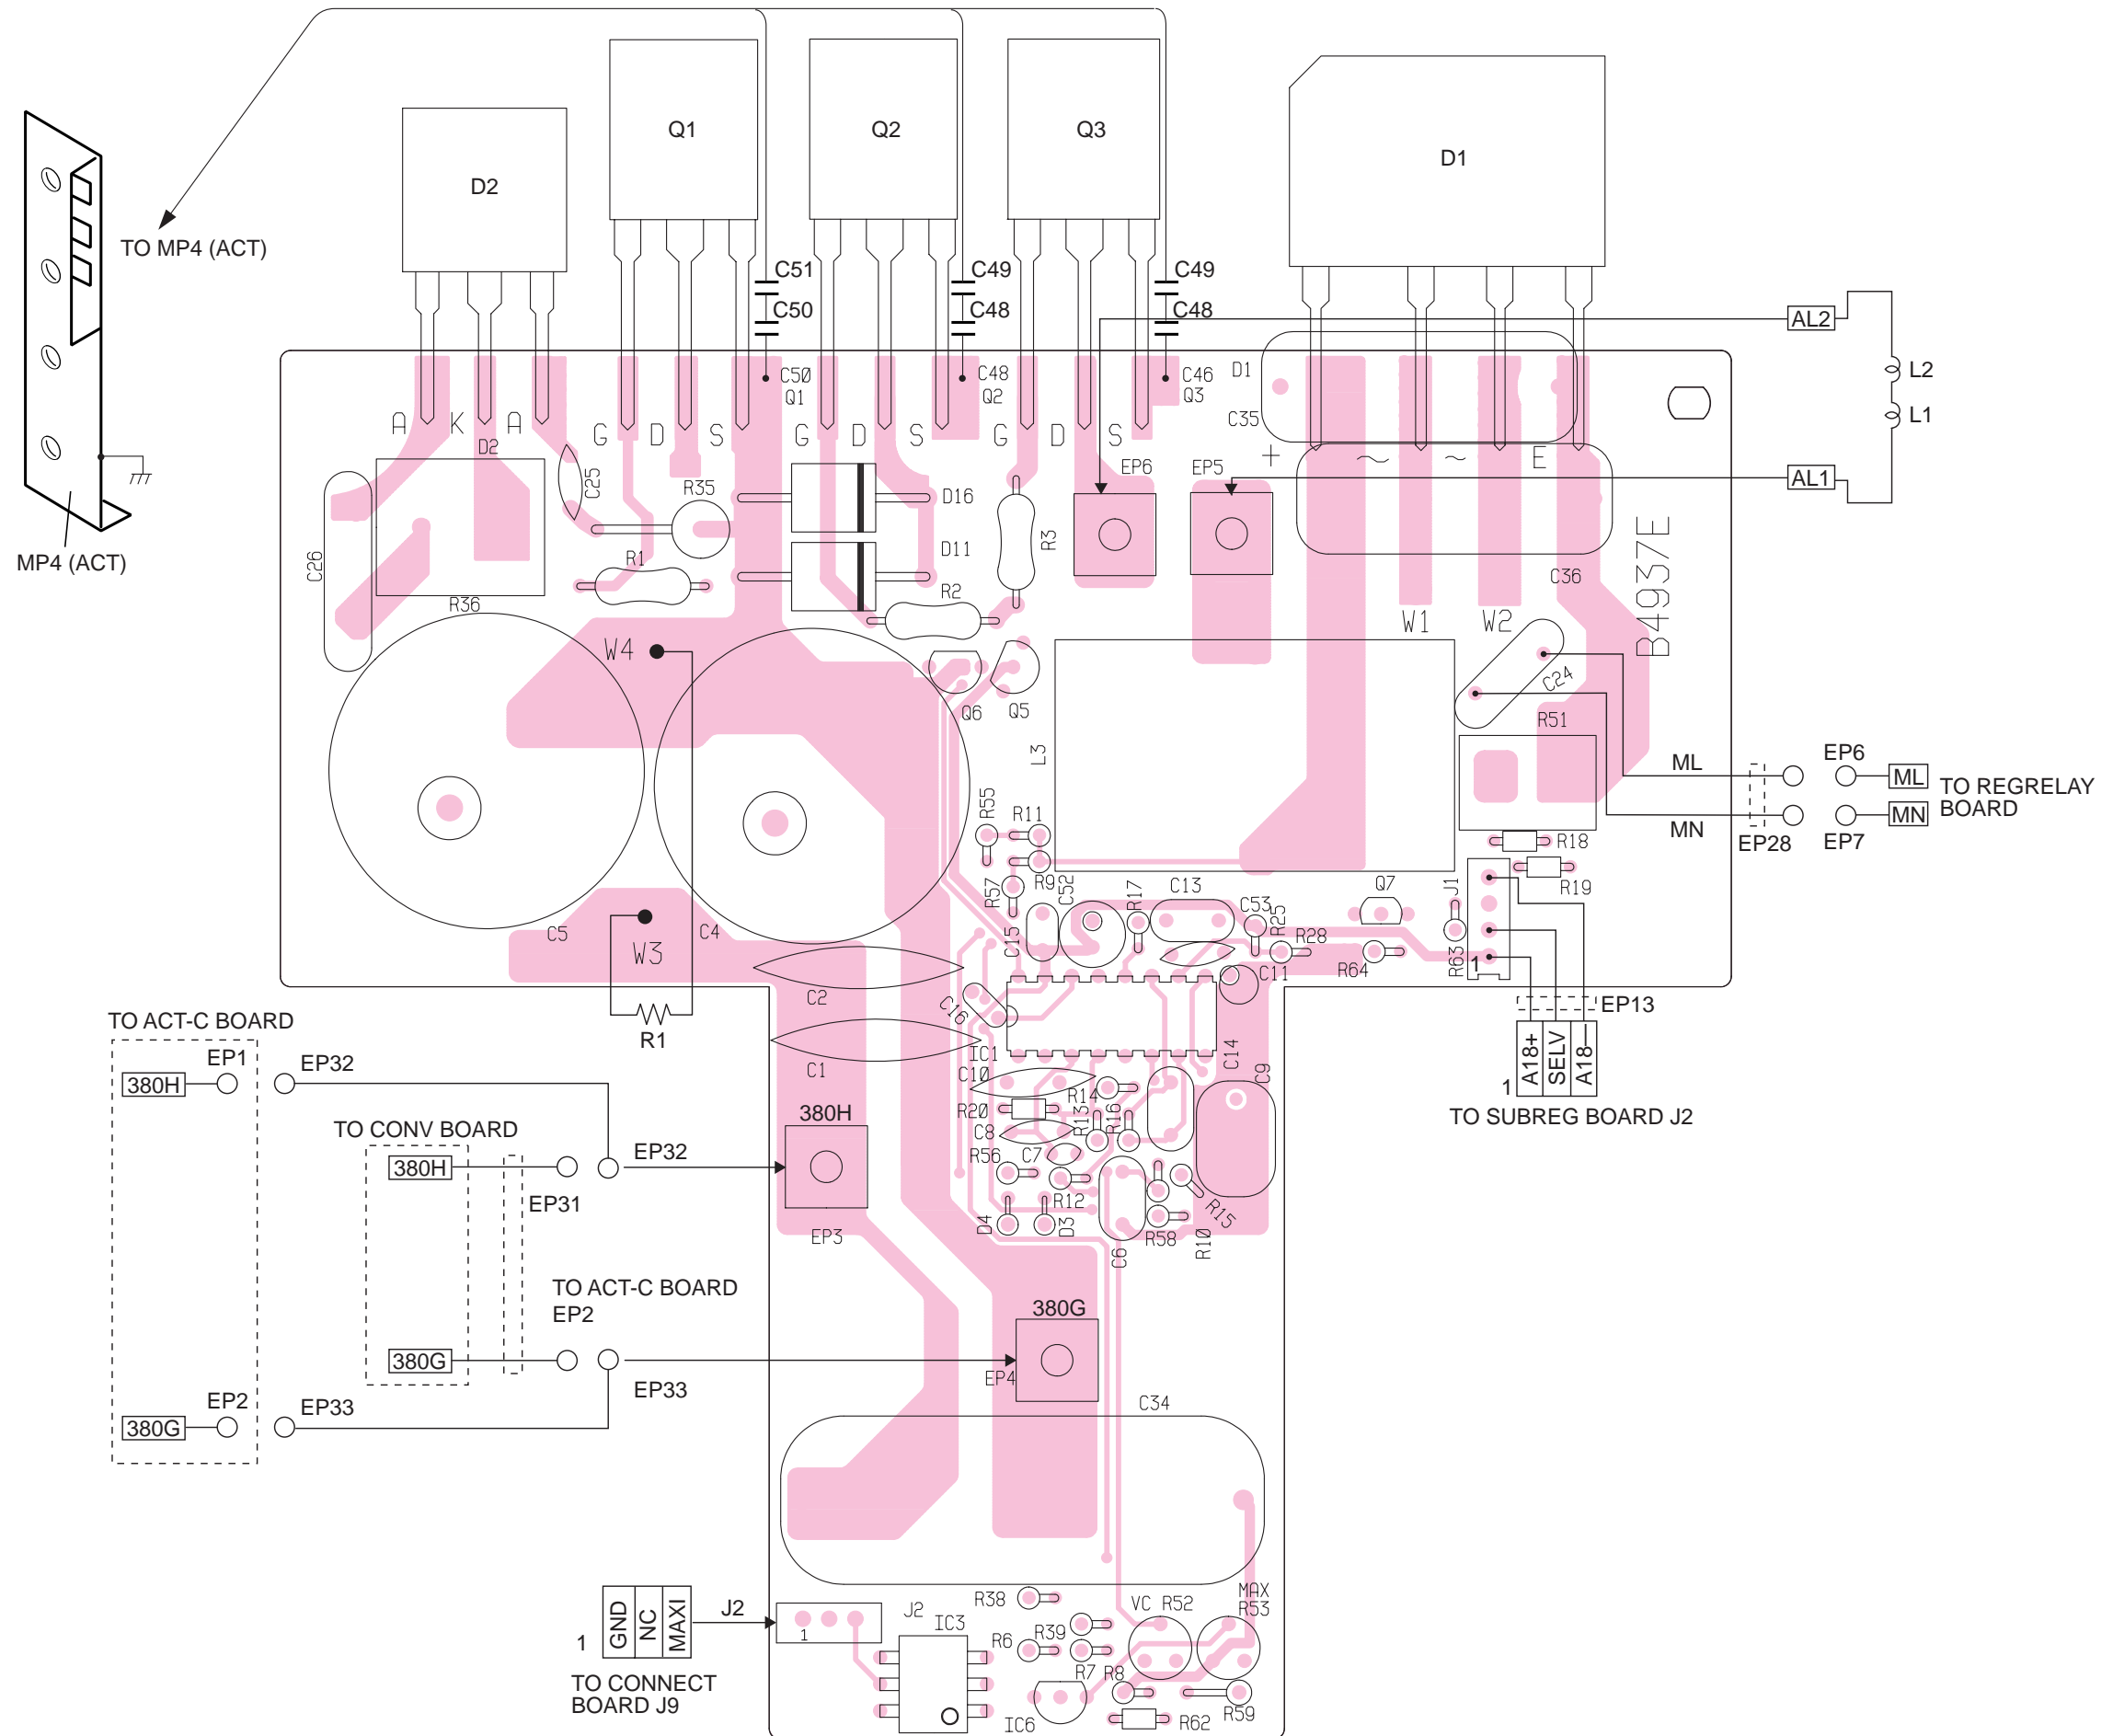 Q1
Q2
Q3
D1
D2
TO MP4 (ACT)
C51
C49
C49
C50
C48
C48
AL2
L2
L1
AL1
MP4 (ACT)
C50
Q1
C48
Q2
C46
Q3
D1
C35
A
K
A
G
D
S
G
D
S
G
D
S
+
~
~
E
D2
C25
R35
D16
D11
R3
EP6
EP5
C26
R1
R2
R36
C36
B4937E
W1
W2
W4
Q6
Q5
C24
R51
L3
ML
EP6
ML
TO REGRELAY
BOARD
MN
EP28
EP7
MN
R55
R11
R18
R9
R19
R57
C52
R17
C13
Q7
J1
C53
R25
C15
R28
C5
C4
W3
R64
R63
1
C11
C2
C16
EP13
R1
TO ACT-C BOARD
EP1
EP32
380H
IC1
C1
C14
C9
C10
R14
R20
R13
R16
C8
A18+
SELV
A18—
1
TO SUBREG BOARD J2
380H
TO CONV BOARD
380H
EP32
EP31
R56
C7
R12
D4
D3
R15
R58
R10
C6
EP3
TO ACT-C BOARD
EP2
380G
380G
EP4
EP33
C34
EP2
EP33
380G
GND
NC
MAXI
1
J2
TO CONNECT
BOARD J9
1
J2
IC3
R38
R6
R39
VC R52
MAX
R53
R7
R8
IC6
R62
R59